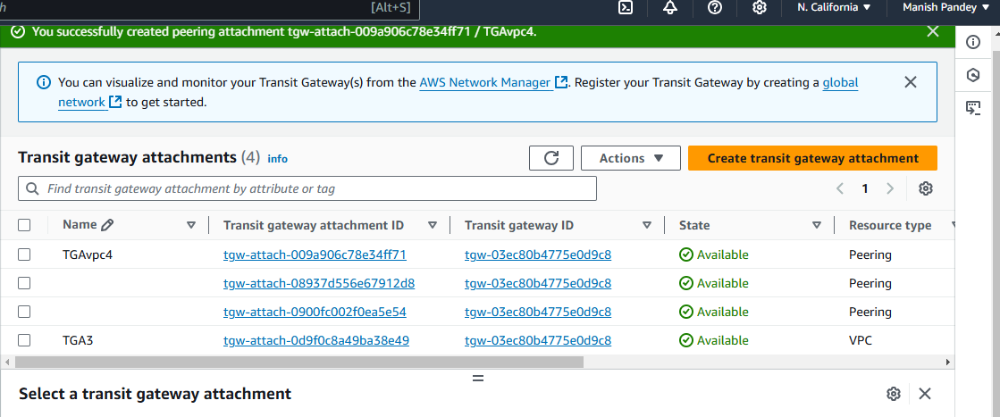 h [Alt+S] N. California Manish Pandey
You successfully created peering attachment tgw-attach-009a906c78e34ff71 / TGAvpc4.
You can visualize and monitor your Transit Gateway(s) from the AWS Network Manager . Register your Transit Gateway by creating a global
network to get started.
Transit gateway attachments (4) info Actions Create transit gateway attachment
Find transit gateway attachment by attribute or tag 1
Name Transit gateway attachment ID Transit gateway ID State Resource type
TGAvpc4 tgw-attach-009a906c78e34ff71 tgw-03ec80b4775e0d9c8 Available Peering
tgw-attach-08937d556e67912d8 tgw-03ec80b4775e0d9c8 Available Peering
tgw-attach-0900fc002f0ea5e54 tgw-03ec80b4775e0d9c8 Available Peering
TGA3 tgw-attach-0d9f0c8a49ba38e49 tgw-03ec80b4775e0d9c8 Available VPC
Select a transit gateway attachment